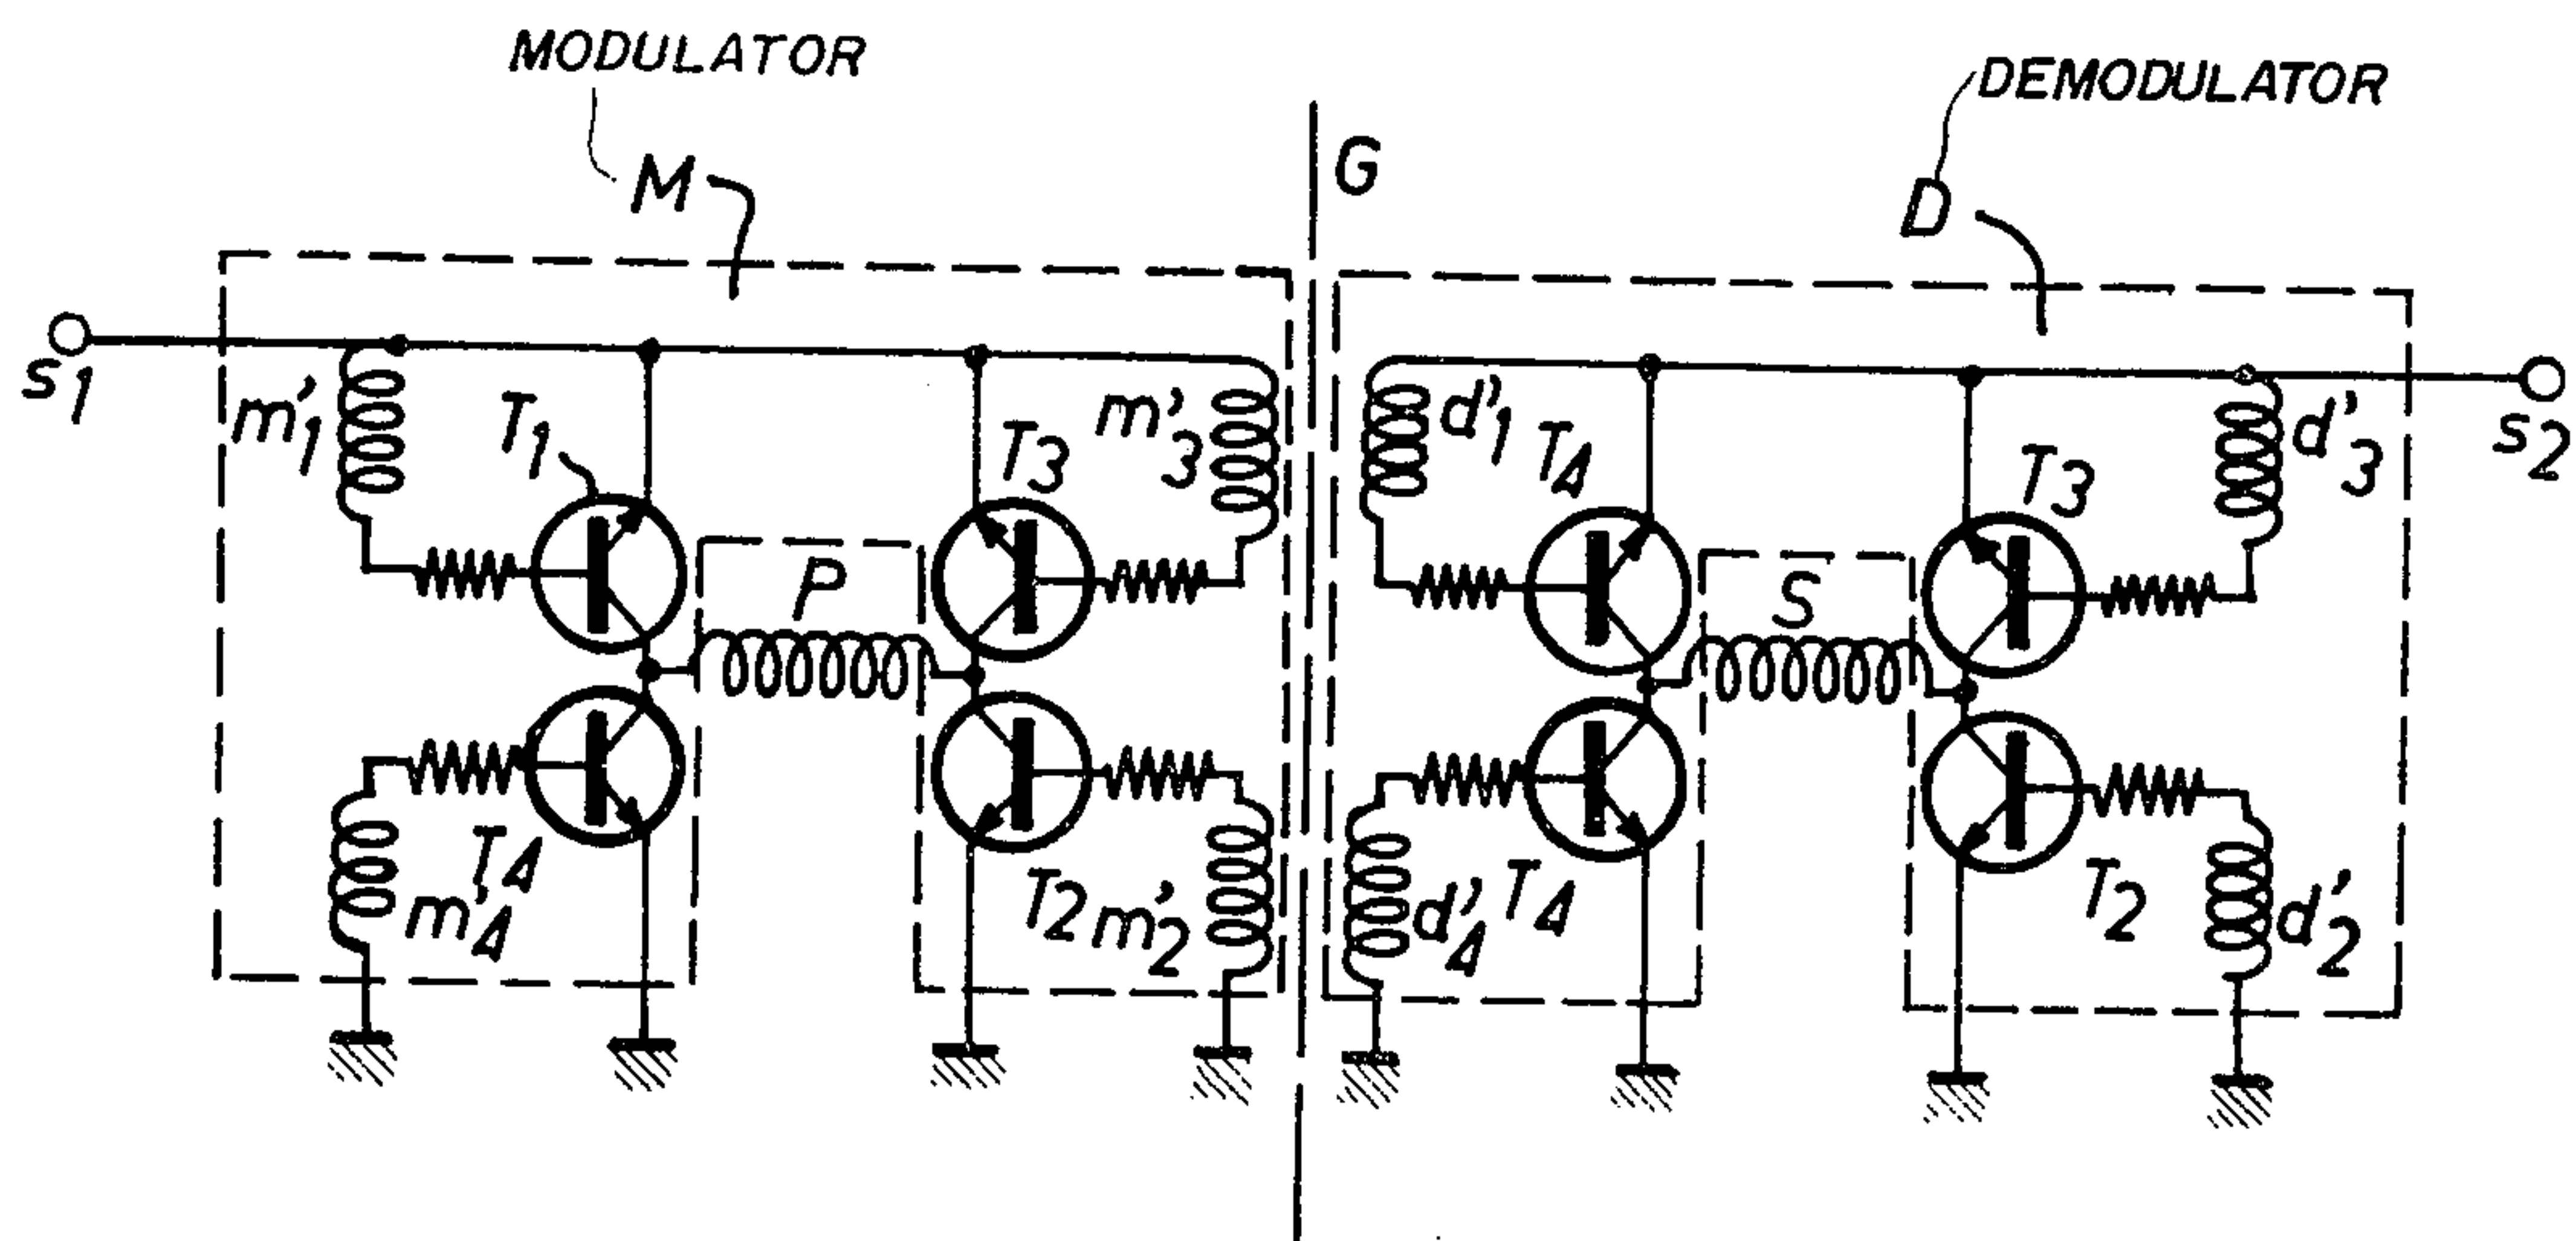 MODULATOR
DEMODULATOR
M
G
D
s1
m'1
T1
T3
m'3
d'1
T4
T3
d'3
s2
P
S
T4
m'4
T2
m'2
d'4
T4
T2
d'2